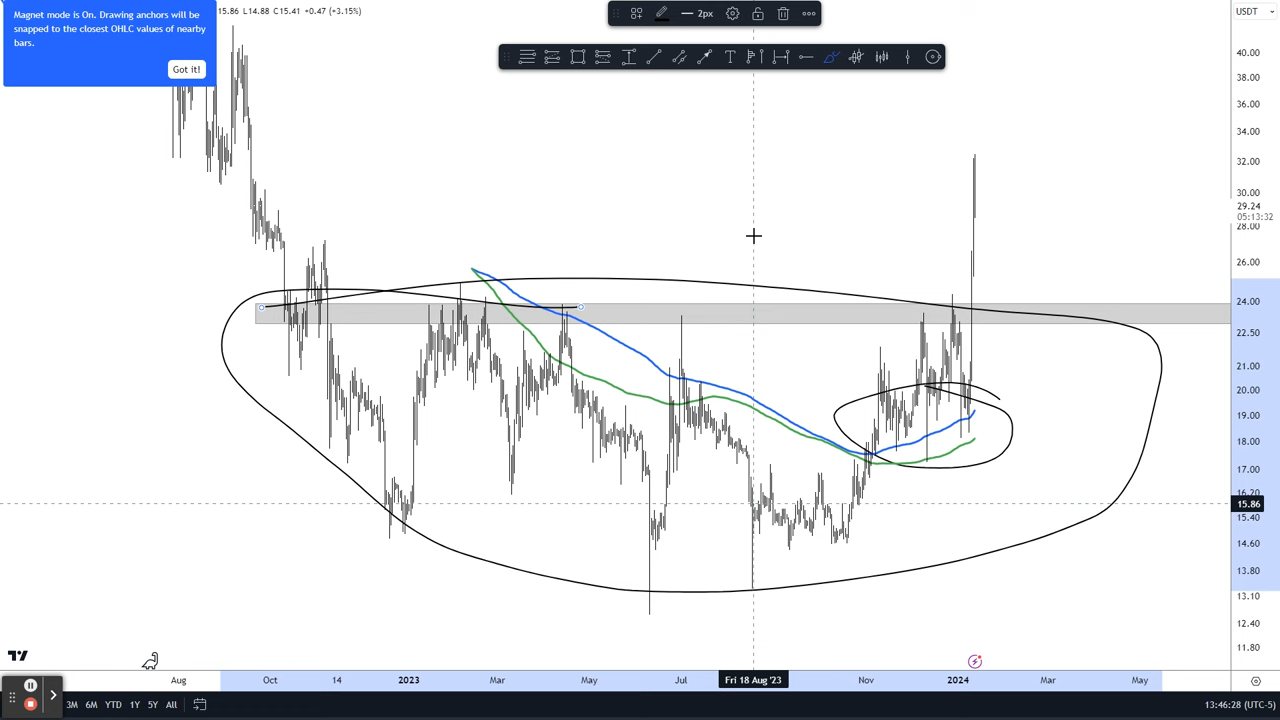 Magnet mode is On. Drawing anchors will be
snapped to the closest OHLC values of nearby
bars.
Got it!
15.86 L14.88 C15.41 +0.47 (+3.15%)
2px
T
USDT
40.00
38.00
36.00
34.00
32.00
30.00
29.24
05:13:32
28.00
26.00
24.00
22.50
21.00
20.00
19.00
18.00
17.00
16.20
15.86
15.40
14.60
13.80
13.10
12.40
11.80
Aug
Oct
14
2023
Mar
May
Jul
Fri 18 Aug '23
Nov
2024
Mar
May
3M 6M YTD 1Y 5Y All
13:46:28 (UTC-5)